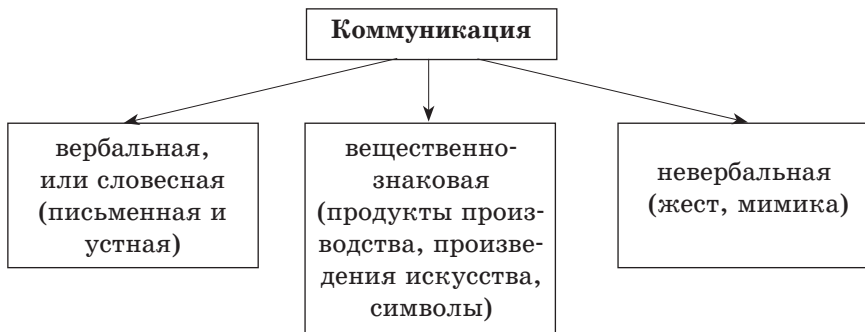 Коммуникация
вербальная,
или словесная
(письменная и
устная)
вещественно-
знаковая
(продукты произ-
водства, произве-
дения искусства,
символы)
невербальная
(жест, мимика)